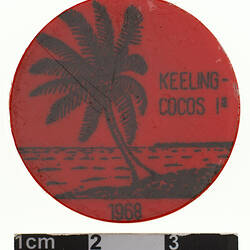 KEELING-
COCOS Iˢ
1968
1cm 2 3